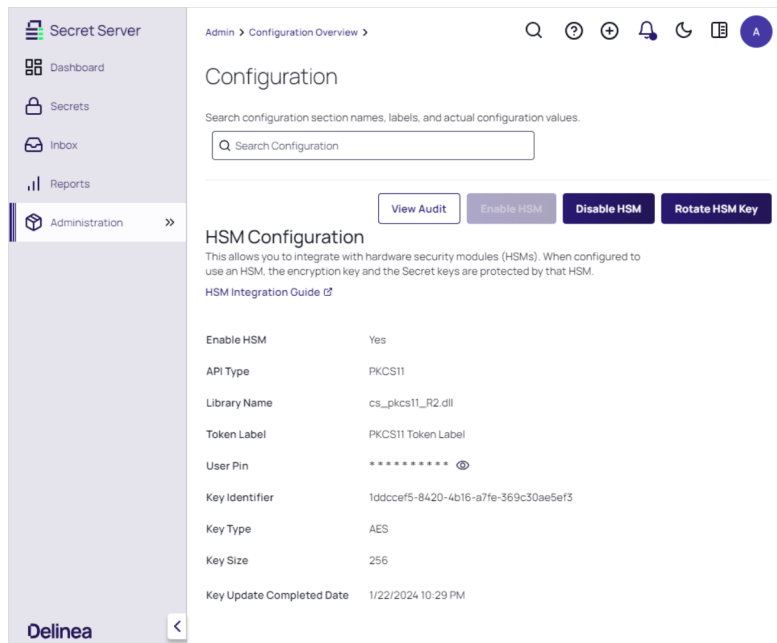 Secret Server
Dashboard
Secrets
Inbox
Reports
Administration
Delinea
Admin > Configuration Overview >
A
Configuration
Search configuration section names, labels, and actual configuration values.
Search Configuration
View Audit Enable HSM Disable HSM Rotate HSM Key
HSM Configuration
This allows you to integrate with hardware security modules (HSMs). When configured to
use an HSM, the encryption key and the Secret keys are protected by that HSM.
HSM Integration Guide
Enable HSM Yes
API Type PKCS11
Library Name cs_pkcs11_R2.dll
Token Label PKCS11 Token Label
User Pin * * * * * * * * * *
Key Identifier 1ddccef5-8420-4b16-a7fe-369c30ae5ef3
Key Type AES
Key Size 256
Key Update Completed Date 1/22/2024 10:29 PM